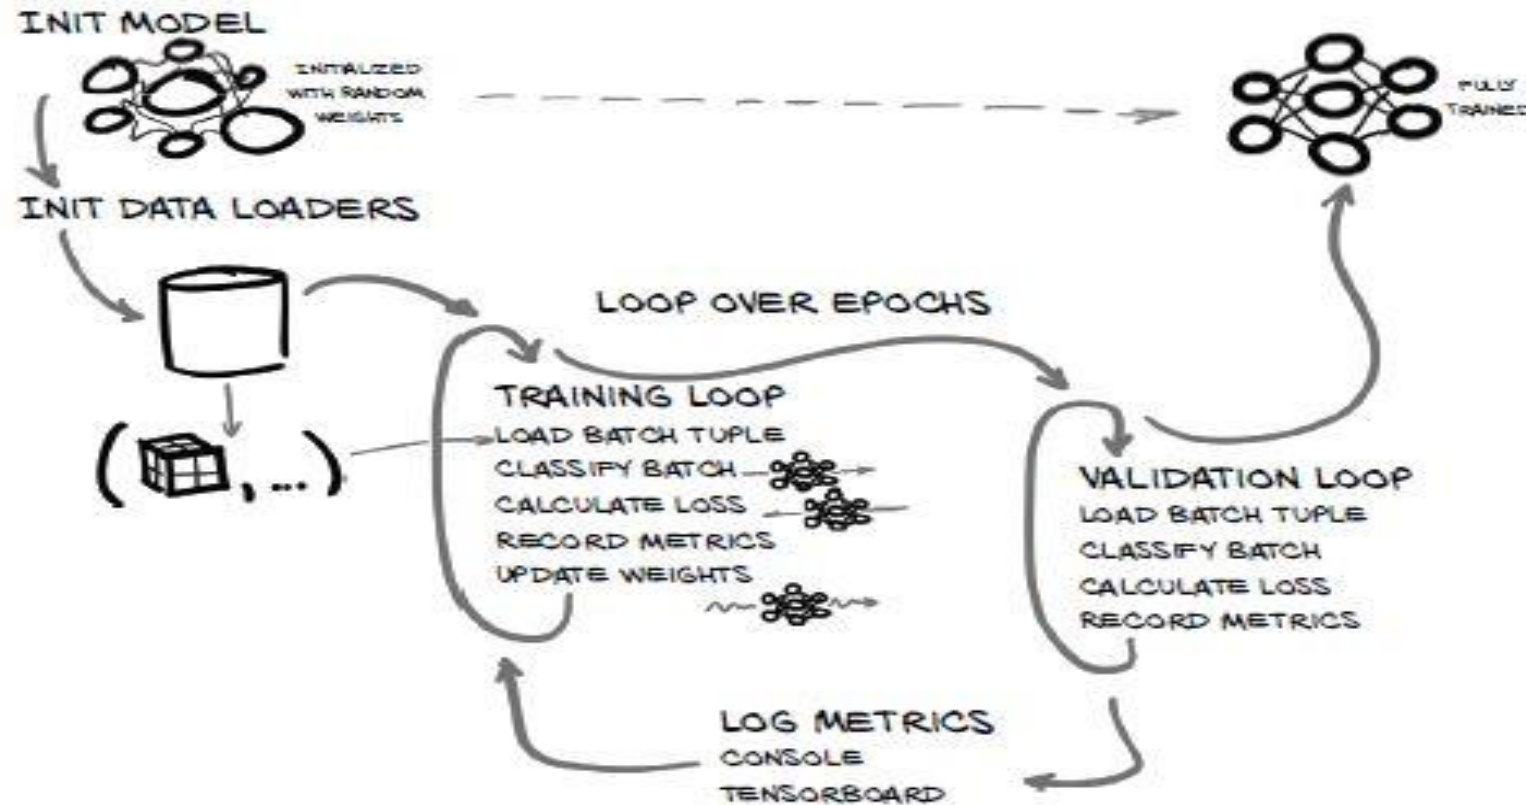 INIT MODEL
INITIALIZED
WITH RANDOM
WEIGHTS
FULLY
TRAINED
INIT DATA LOADERS
LOOP OVER EPOCHS
TRAINING LOOP
LOAD BATCH TUPLE
CLASSIFY BATCH
CALCULATE LOSS
RECORD METRICS
UPDATE WEIGHTS
(, ...)
VALIDATION LOOP
LOAD BATCH TUPLE
CLASSIFY BATCH
CALCULATE LOSS
RECORD METRICS
LOG METRICS
CONSOLE
TENSORBOARD